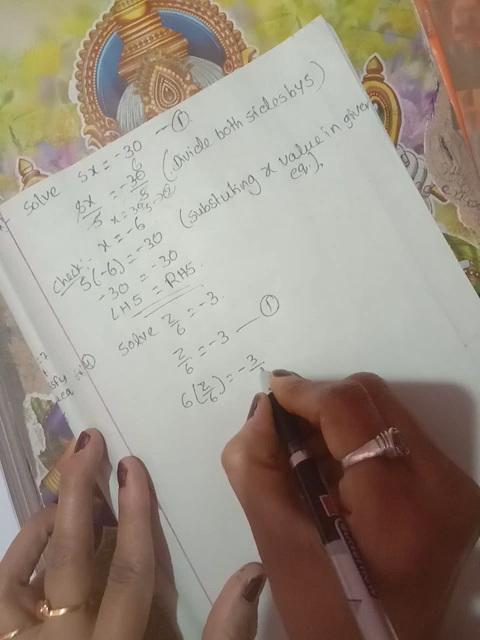 Solve 5x = -30 — ①
5x/5 = -30/5 (Divide both sides by 5)
x = -6
Check:- (substuting x value in given eq),
5(-6) = -30
-30 = -30
LHS = RHS
Solve z/6 = -3
z/6 = -3 — ①
6(z/6) = -3